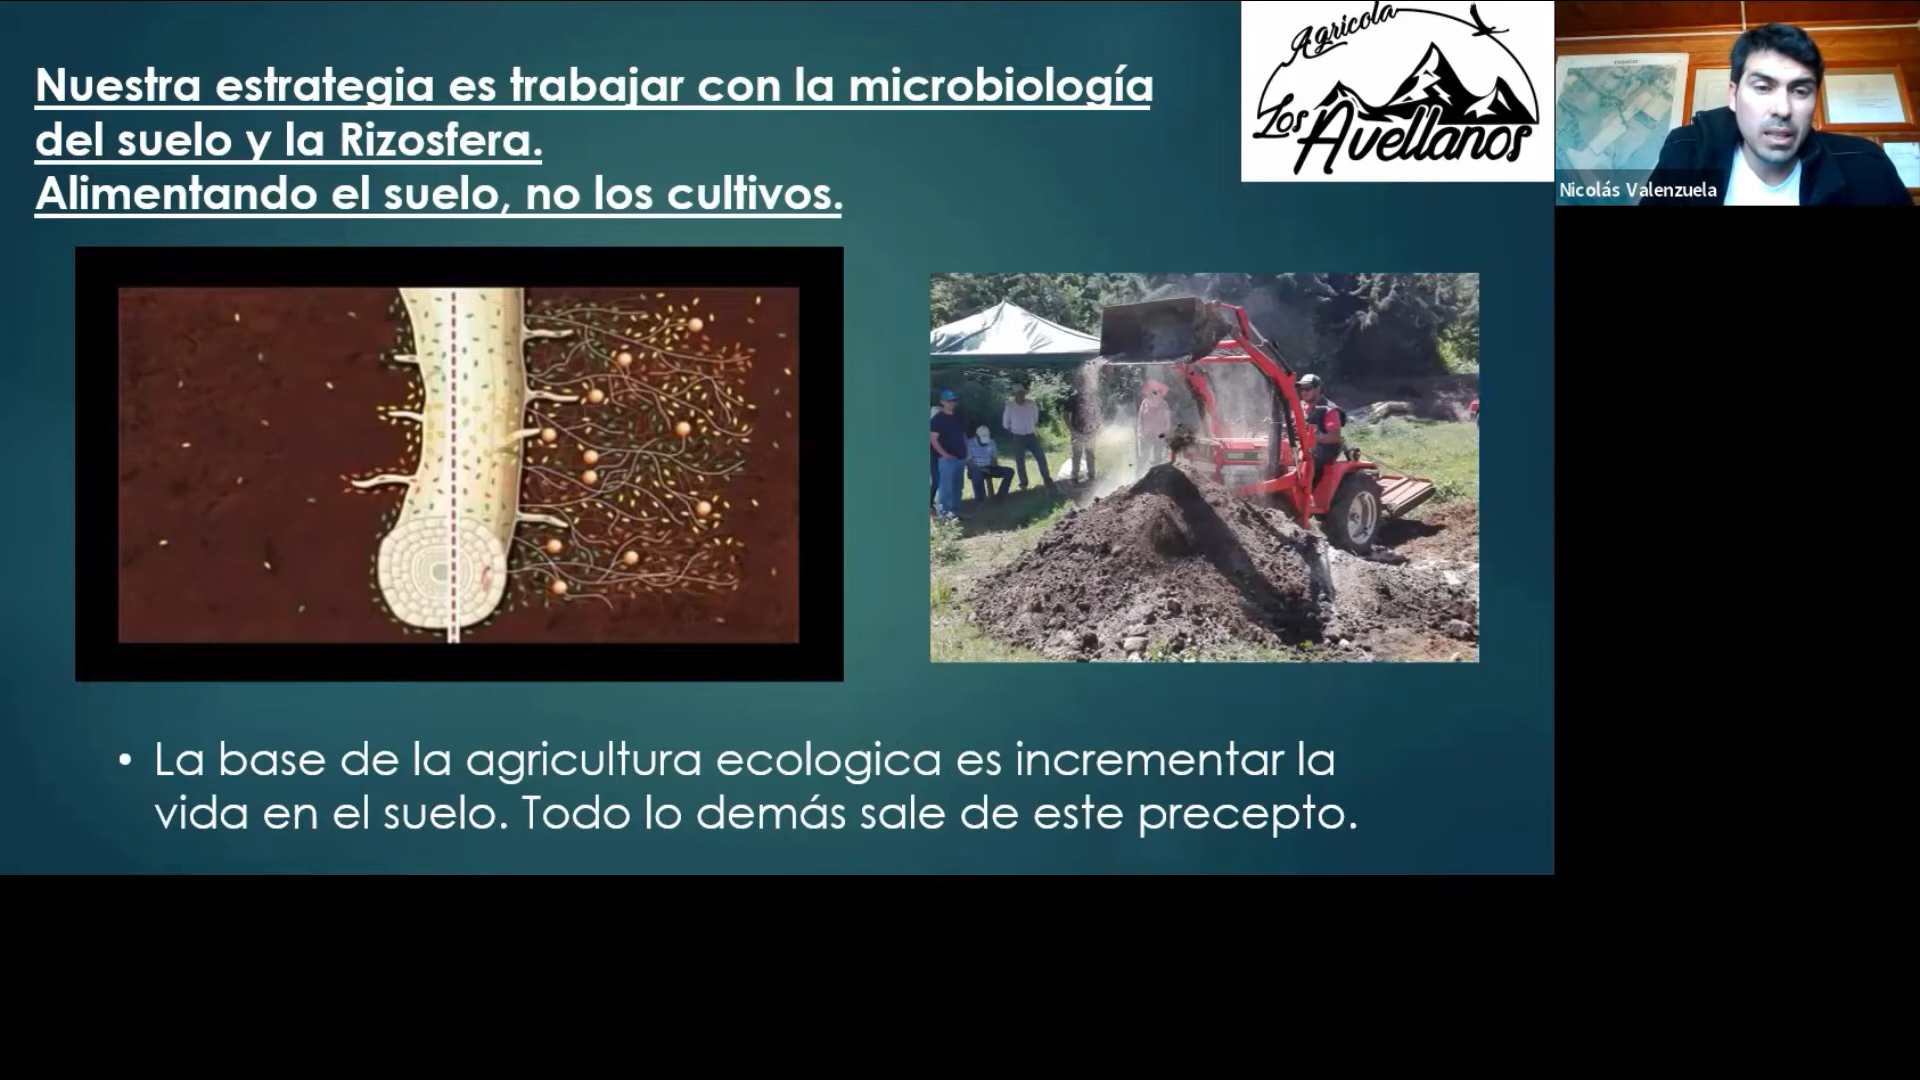 Nuestra estrategia es trabajar con la microbiología
del suelo y la Rizosfera.
Alimentando el suelo, no los cultivos.
Agricola
Los Avellanos
Nicolás Valenzuela
• La base de la agricultura ecologica es incrementar la
vida en el suelo. Todo lo demás sale de este precepto.